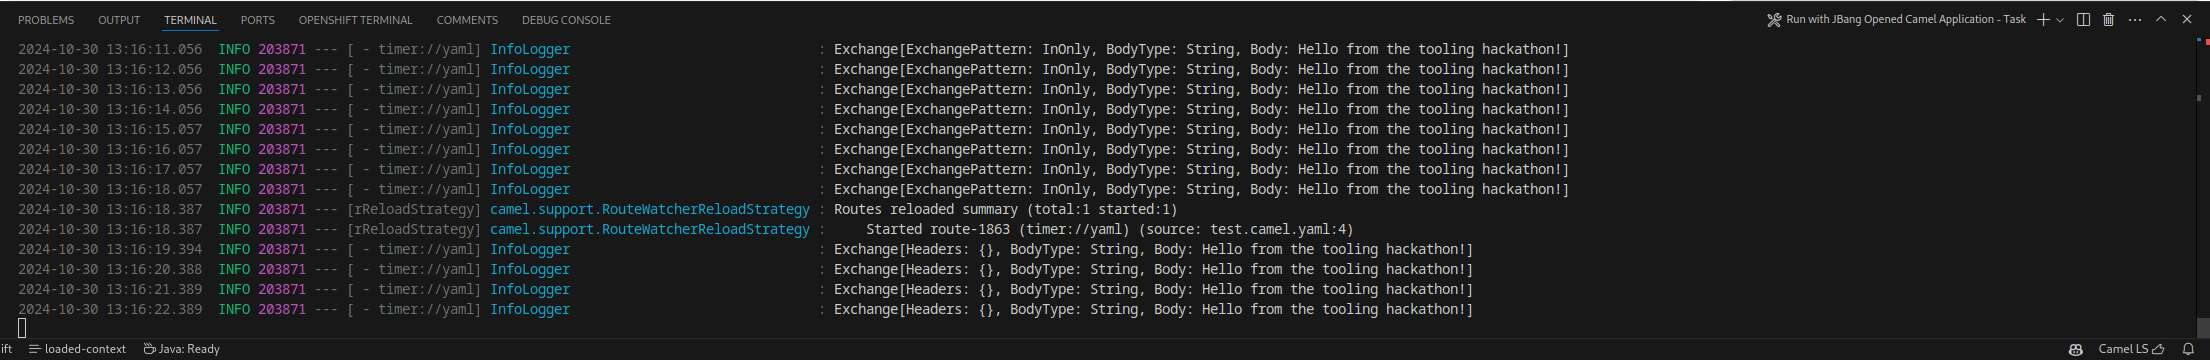 PROBLEMS OUTPUT TERMINAL PORTS OPENSHIFT TERMINAL COMMENTS DEBUG CONSOLE Run with JBang Opened Camel Application - Task
2024-10-30 13:16:11.056 INFO 203871 --- [ - timer://yaml] InfoLogger : Exchange[ExchangePattern: InOnly, BodyType: String, Body: Hello from the tooling hackathon!]
2024-10-30 13:16:12.056 INFO 203871 --- [ - timer://yaml] InfoLogger : Exchange[ExchangePattern: InOnly, BodyType: String, Body: Hello from the tooling hackathon!]
2024-10-30 13:16:13.056 INFO 203871 --- [ - timer://yaml] InfoLogger : Exchange[ExchangePattern: InOnly, BodyType: String, Body: Hello from the tooling hackathon!]
2024-10-30 13:16:14.056 INFO 203871 --- [ - timer://yaml] InfoLogger : Exchange[ExchangePattern: InOnly, BodyType: String, Body: Hello from the tooling hackathon!]
2024-10-30 13:16:15.057 INFO 203871 --- [ - timer://yaml] InfoLogger : Exchange[ExchangePattern: InOnly, BodyType: String, Body: Hello from the tooling hackathon!]
2024-10-30 13:16:16.057 INFO 203871 --- [ - timer://yaml] InfoLogger : Exchange[ExchangePattern: InOnly, BodyType: String, Body: Hello from the tooling hackathon!]
2024-10-30 13:16:17.057 INFO 203871 --- [ - timer://yaml] InfoLogger : Exchange[ExchangePattern: InOnly, BodyType: String, Body: Hello from the tooling hackathon!]
2024-10-30 13:16:18.057 INFO 203871 --- [ - timer://yaml] InfoLogger : Exchange[ExchangePattern: InOnly, BodyType: String, Body: Hello from the tooling hackathon!]
2024-10-30 13:16:18.387 INFO 203871 --- [rReloadStrategy] camel.support.RouteWatcherReloadStrategy : Routes reloaded summary (total:1 started:1)
2024-10-30 13:16:18.387 INFO 203871 --- [rReloadStrategy] camel.support.RouteWatcherReloadStrategy : Started route-1863 (timer://yaml) (source: test.camel.yaml:4)
2024-10-30 13:16:19.394 INFO 203871 --- [ - timer://yaml] InfoLogger : Exchange[Headers: {}, BodyType: String, Body: Hello from the tooling hackathon!]
2024-10-30 13:16:20.388 INFO 203871 --- [ - timer://yaml] InfoLogger : Exchange[Headers: {}, BodyType: String, Body: Hello from the tooling hackathon!]
2024-10-30 13:16:21.389 INFO 203871 --- [ - timer://yaml] InfoLogger : Exchange[Headers: {}, BodyType: String, Body: Hello from the tooling hackathon!]
2024-10-30 13:16:22.389 INFO 203871 --- [ - timer://yaml] InfoLogger : Exchange[Headers: {}, BodyType: String, Body: Hello from the tooling hackathon!]
ift loaded-context Java: Ready Camel LS